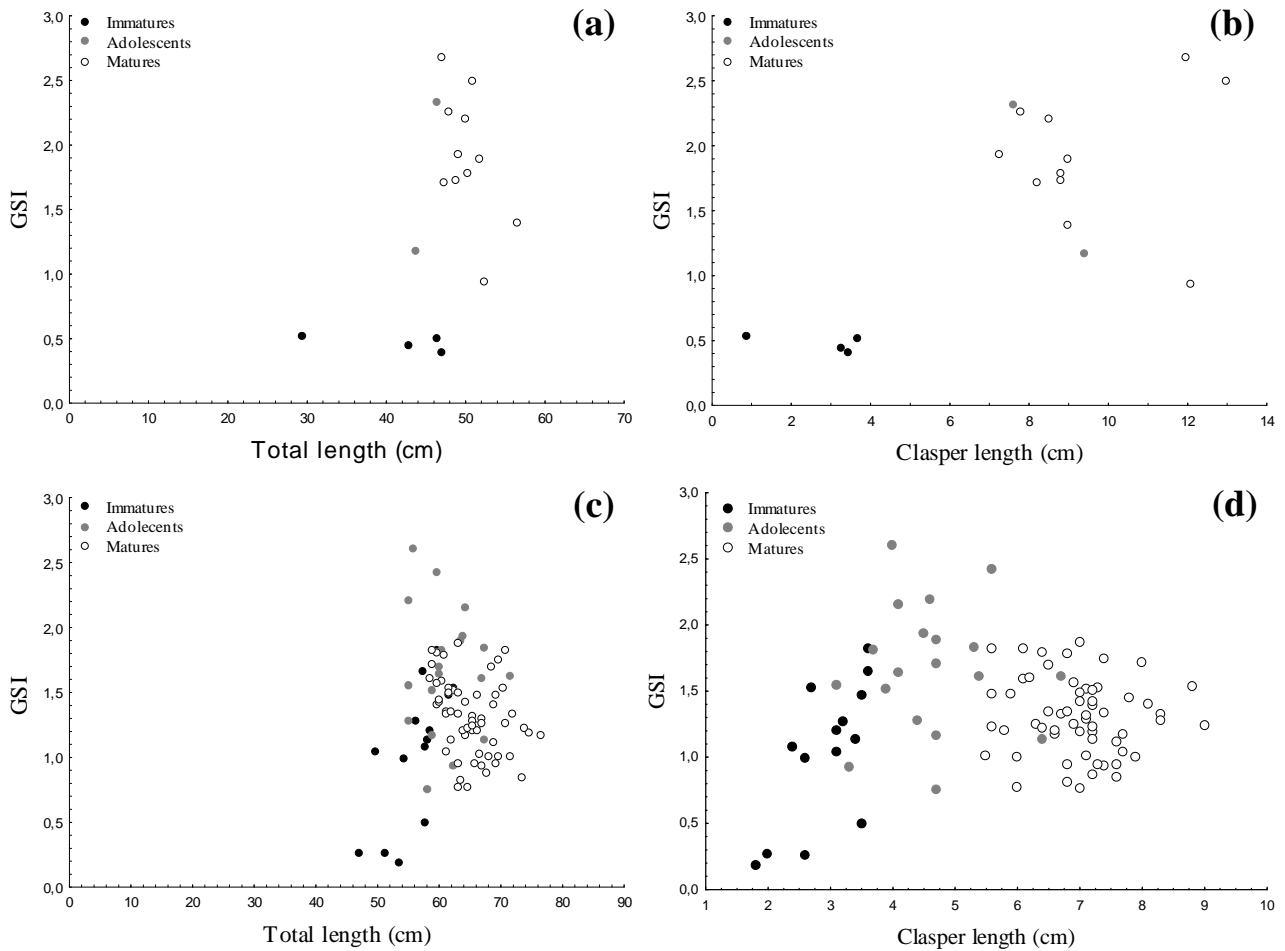 3,0
Immatures
Adolescents
Matures
(a)
2,5
2,0
1,5
1,0
0,5
0,0
GSI
0 10 20 30 40 50 60 70
Total length (cm)
3,0
Immatures
Adolescents
Matures
(b)
2,5
2,0
1,5
1,0
0,5
0,0
GSI
0 2 4 6 8 10 12 14
Clasper length (cm)
3,0
Immatures
Adolecents
Matures
(c)
2,5
2,0
1,5
1,0
0,5
0,0
GSI
0 10 20 30 40 50 60 70 80 90
Total length (cm)
3,0
Immatures
Adolecents
Matures
(d)
2,5
2,0
1,5
1,0
0,5
0,0
GSI
1 2 3 4 5 6 7 8 9 10
Clasper length (cm)